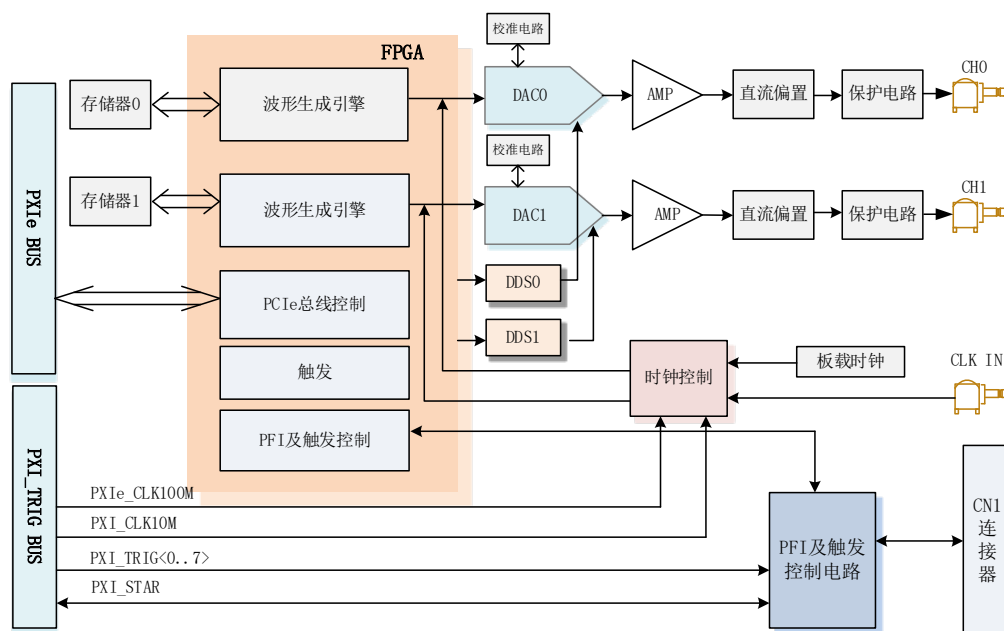 校准电路
FPGA
CH0
存储器0
波形生成引擎
DAC0
AMP
直流偏置
保护电路
校准电路
PXIe BUS
存储器1
波形生成引擎
DAC1
AMP
直流偏置
保护电路
CH1
PCIe总线控制
DDS0
DDS1
触发
时钟控制
板载时钟
CLK IN
PFI及触发控制
PXI_TRIG BUS
PXIe_CLK100M
PXI_CLK10M
PXI_TRIG<0..7>
PXI_STAR
PFI及触发
控制电路
CN1
连
接
器